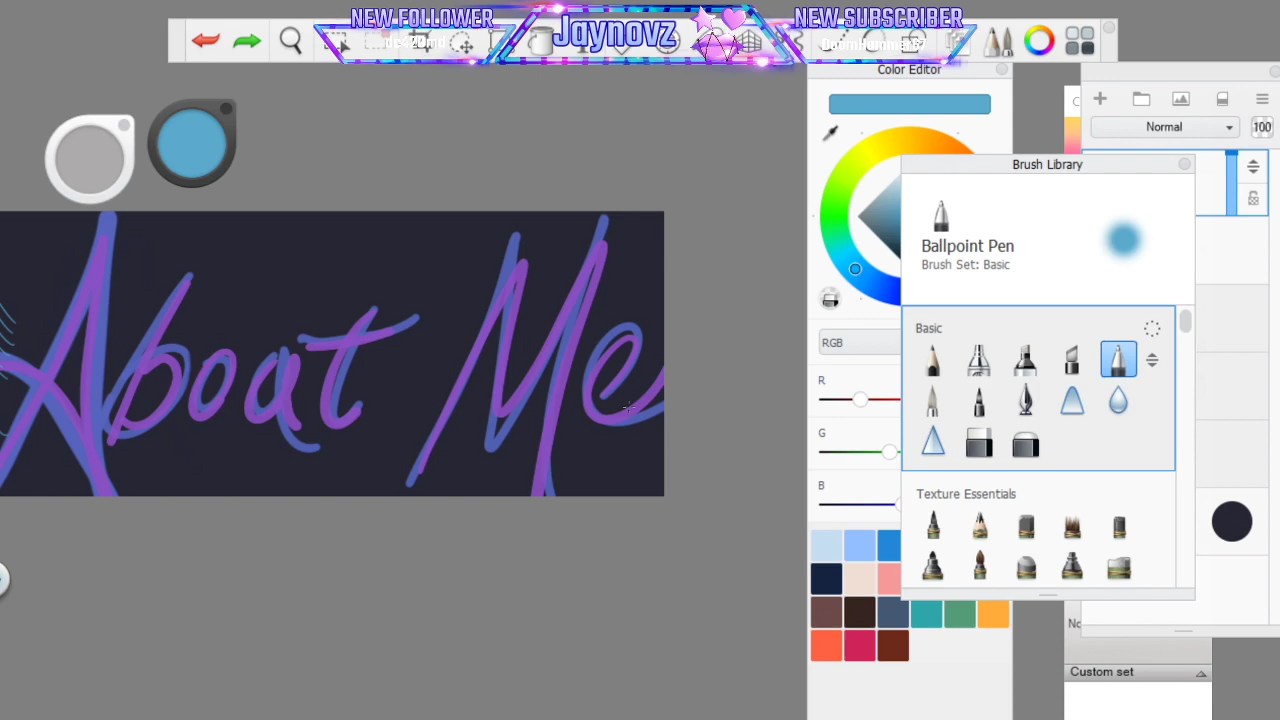 NEW FOLLOWER
Jaynovz
NEW SUBSCRIBER
Color Editor
Normal
100
Brush Library
Ballpoint Pen
Brush Set: Basic
About Me
Basic
RGB
R
G
B
Texture Essentials
Custom set